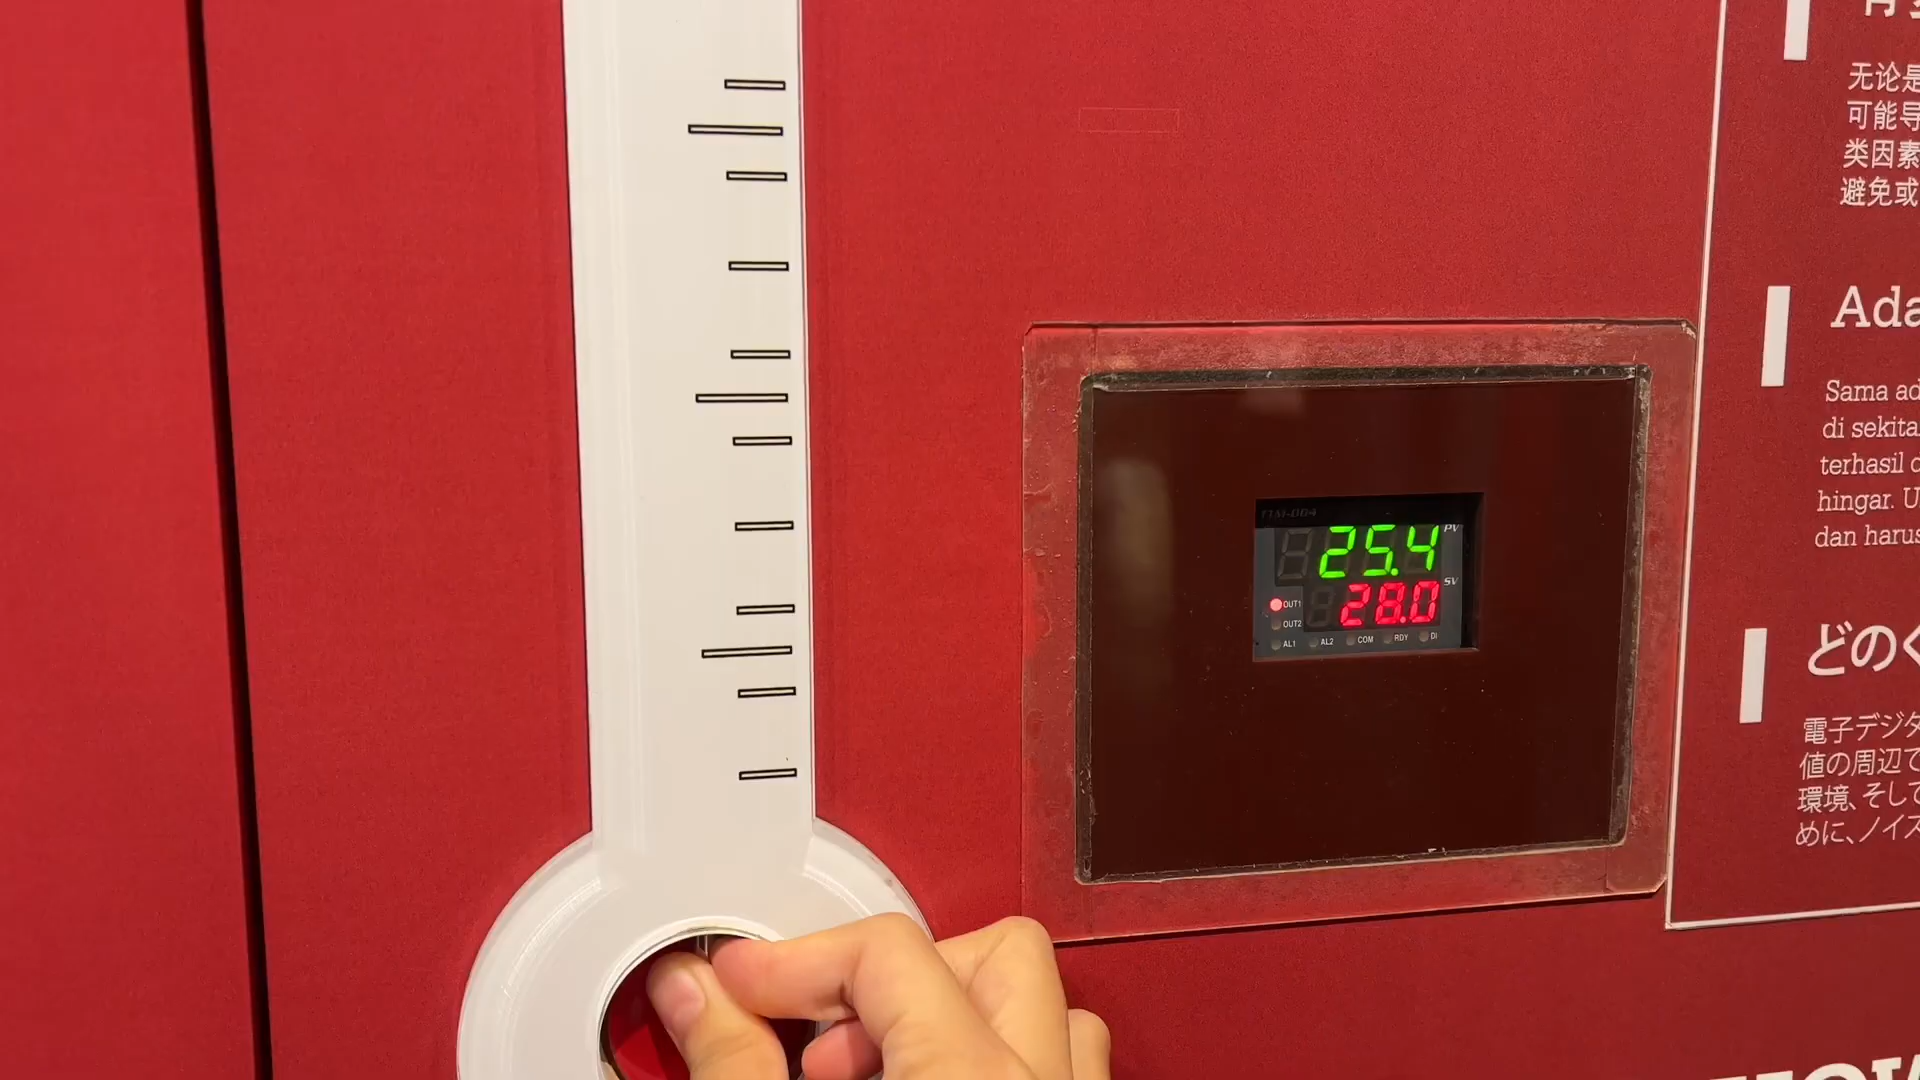 无论是
可能导
类因素
避免或
Ada
Sama ad
di sekita
terhasil d
hingar. U
dan harus
25.4
PV
28.0
SV
OUT1
OUT2
AL1
AL2
COM
RDY
DI
どのく
電子デジタ
値の周辺で
環境、そして
めに、ノイズ